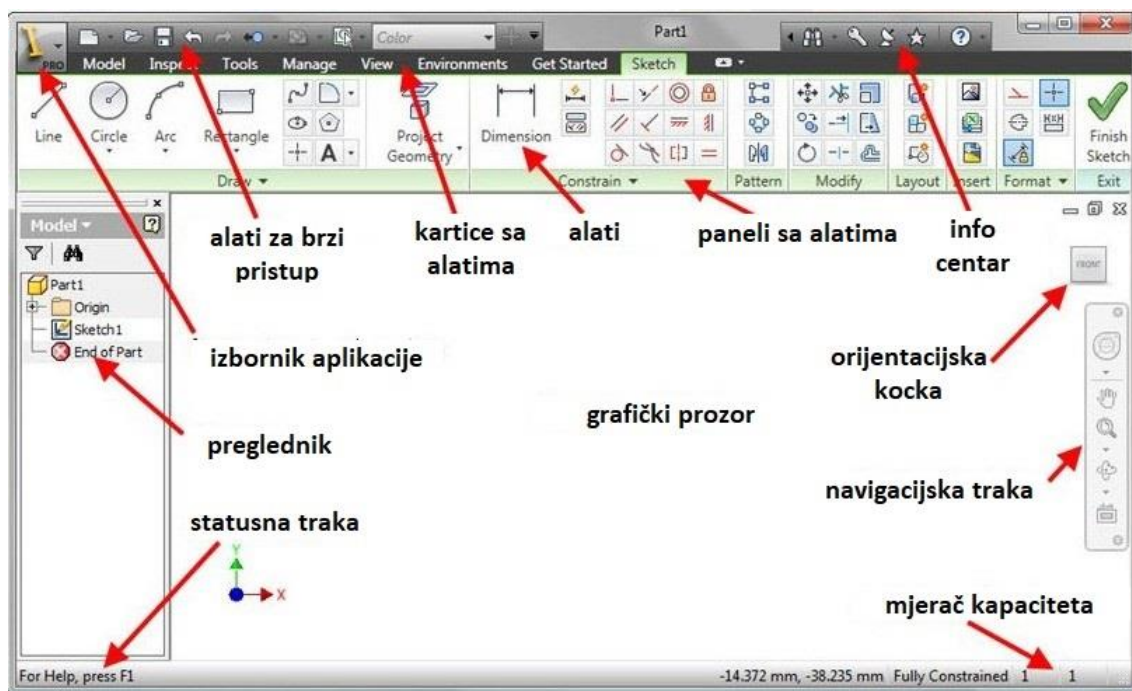 Color
Part1
PRO
Model Inspect Tools Manage View Environments Get Started Sketch
Line Circle Arc Rectangle Project Geometry Dimension Finish Sketch
Draw Constrain Pattern Modify Layout Insert Format Exit
Model
alati za brzi
pristup
kartice sa
alatima
alati
paneli sa alatima
info
centar
FRONT
Part1
Origin
Sketch1
End of Part
izbornik aplikacije
orijentacijska
kocka
grafički prozor
preglednik
navigacijska traka
statusna traka
Y
X
mjerač kapaciteta
For Help, press F1
-14.372 mm, -38.235 mm Fully Constrained 1 1